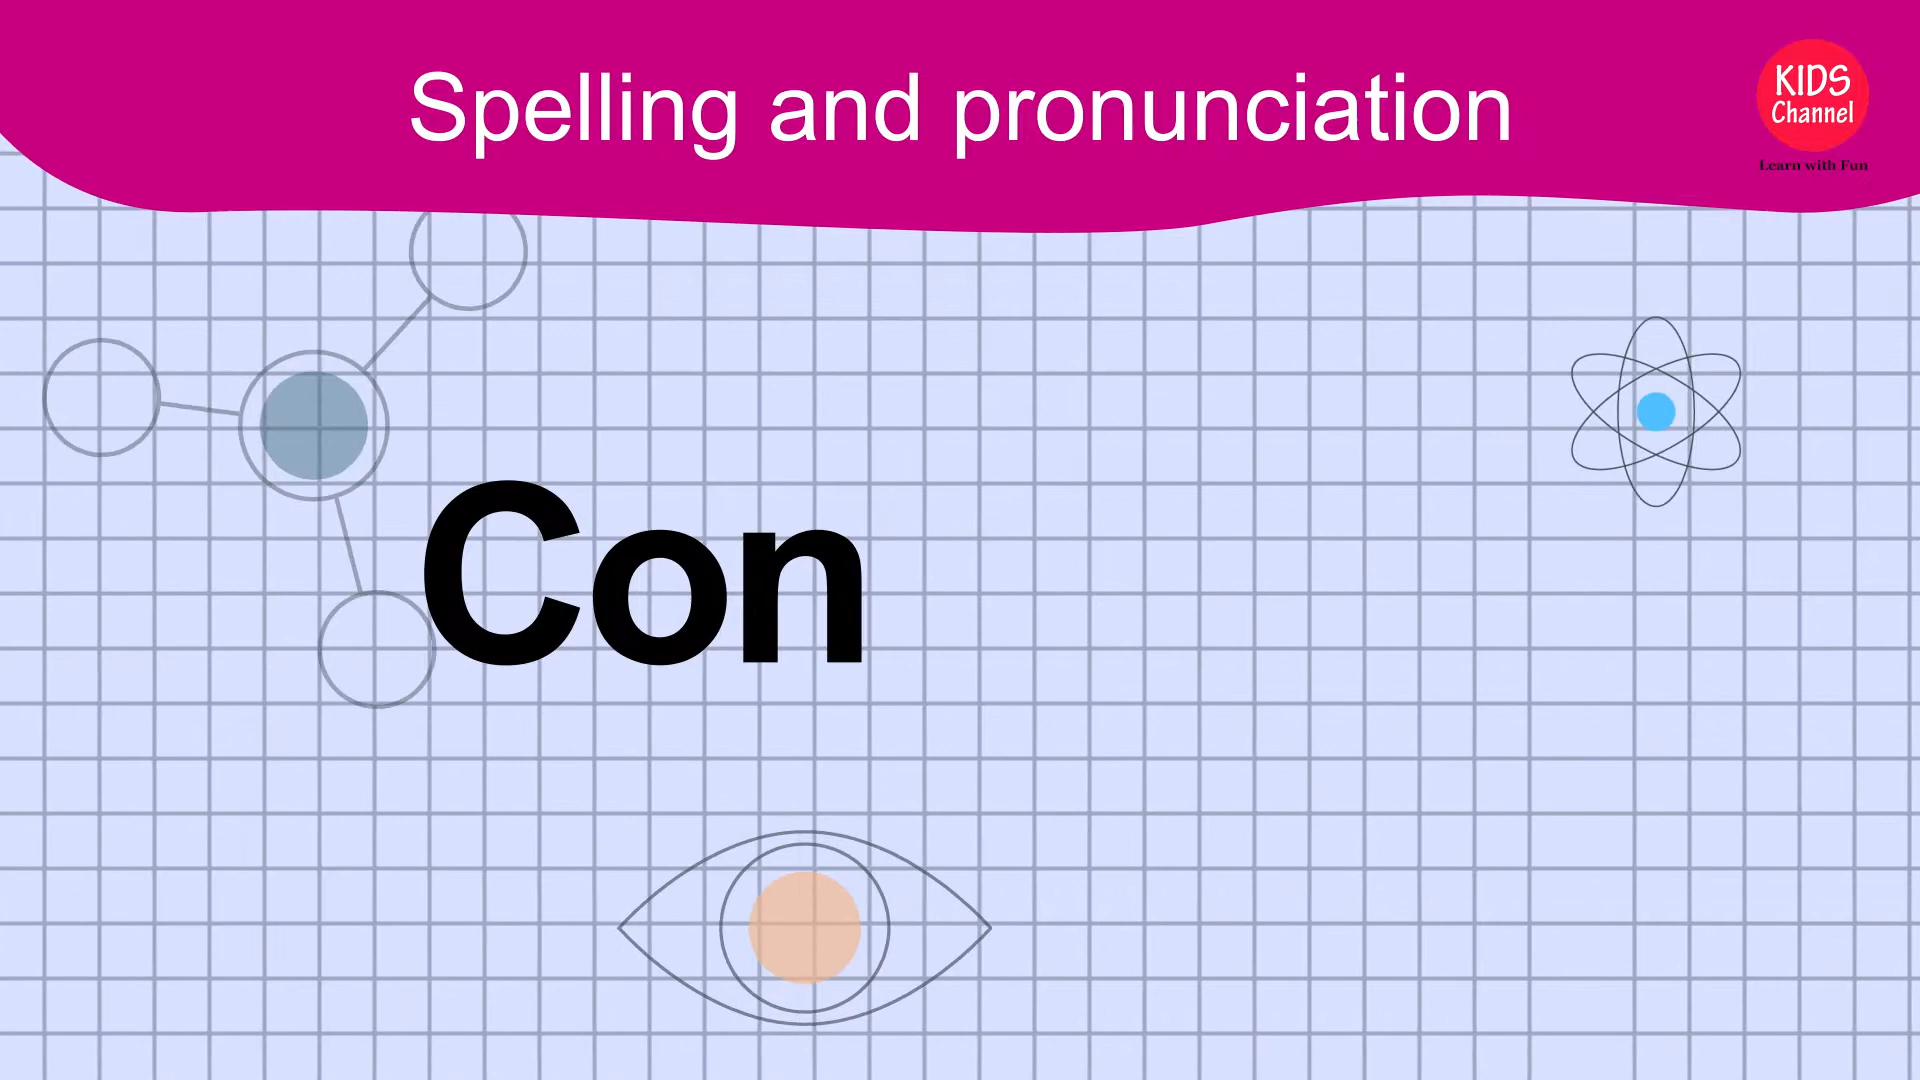 Spelling and pronunciation
KIDS
Channel
Learn with Fun
Con